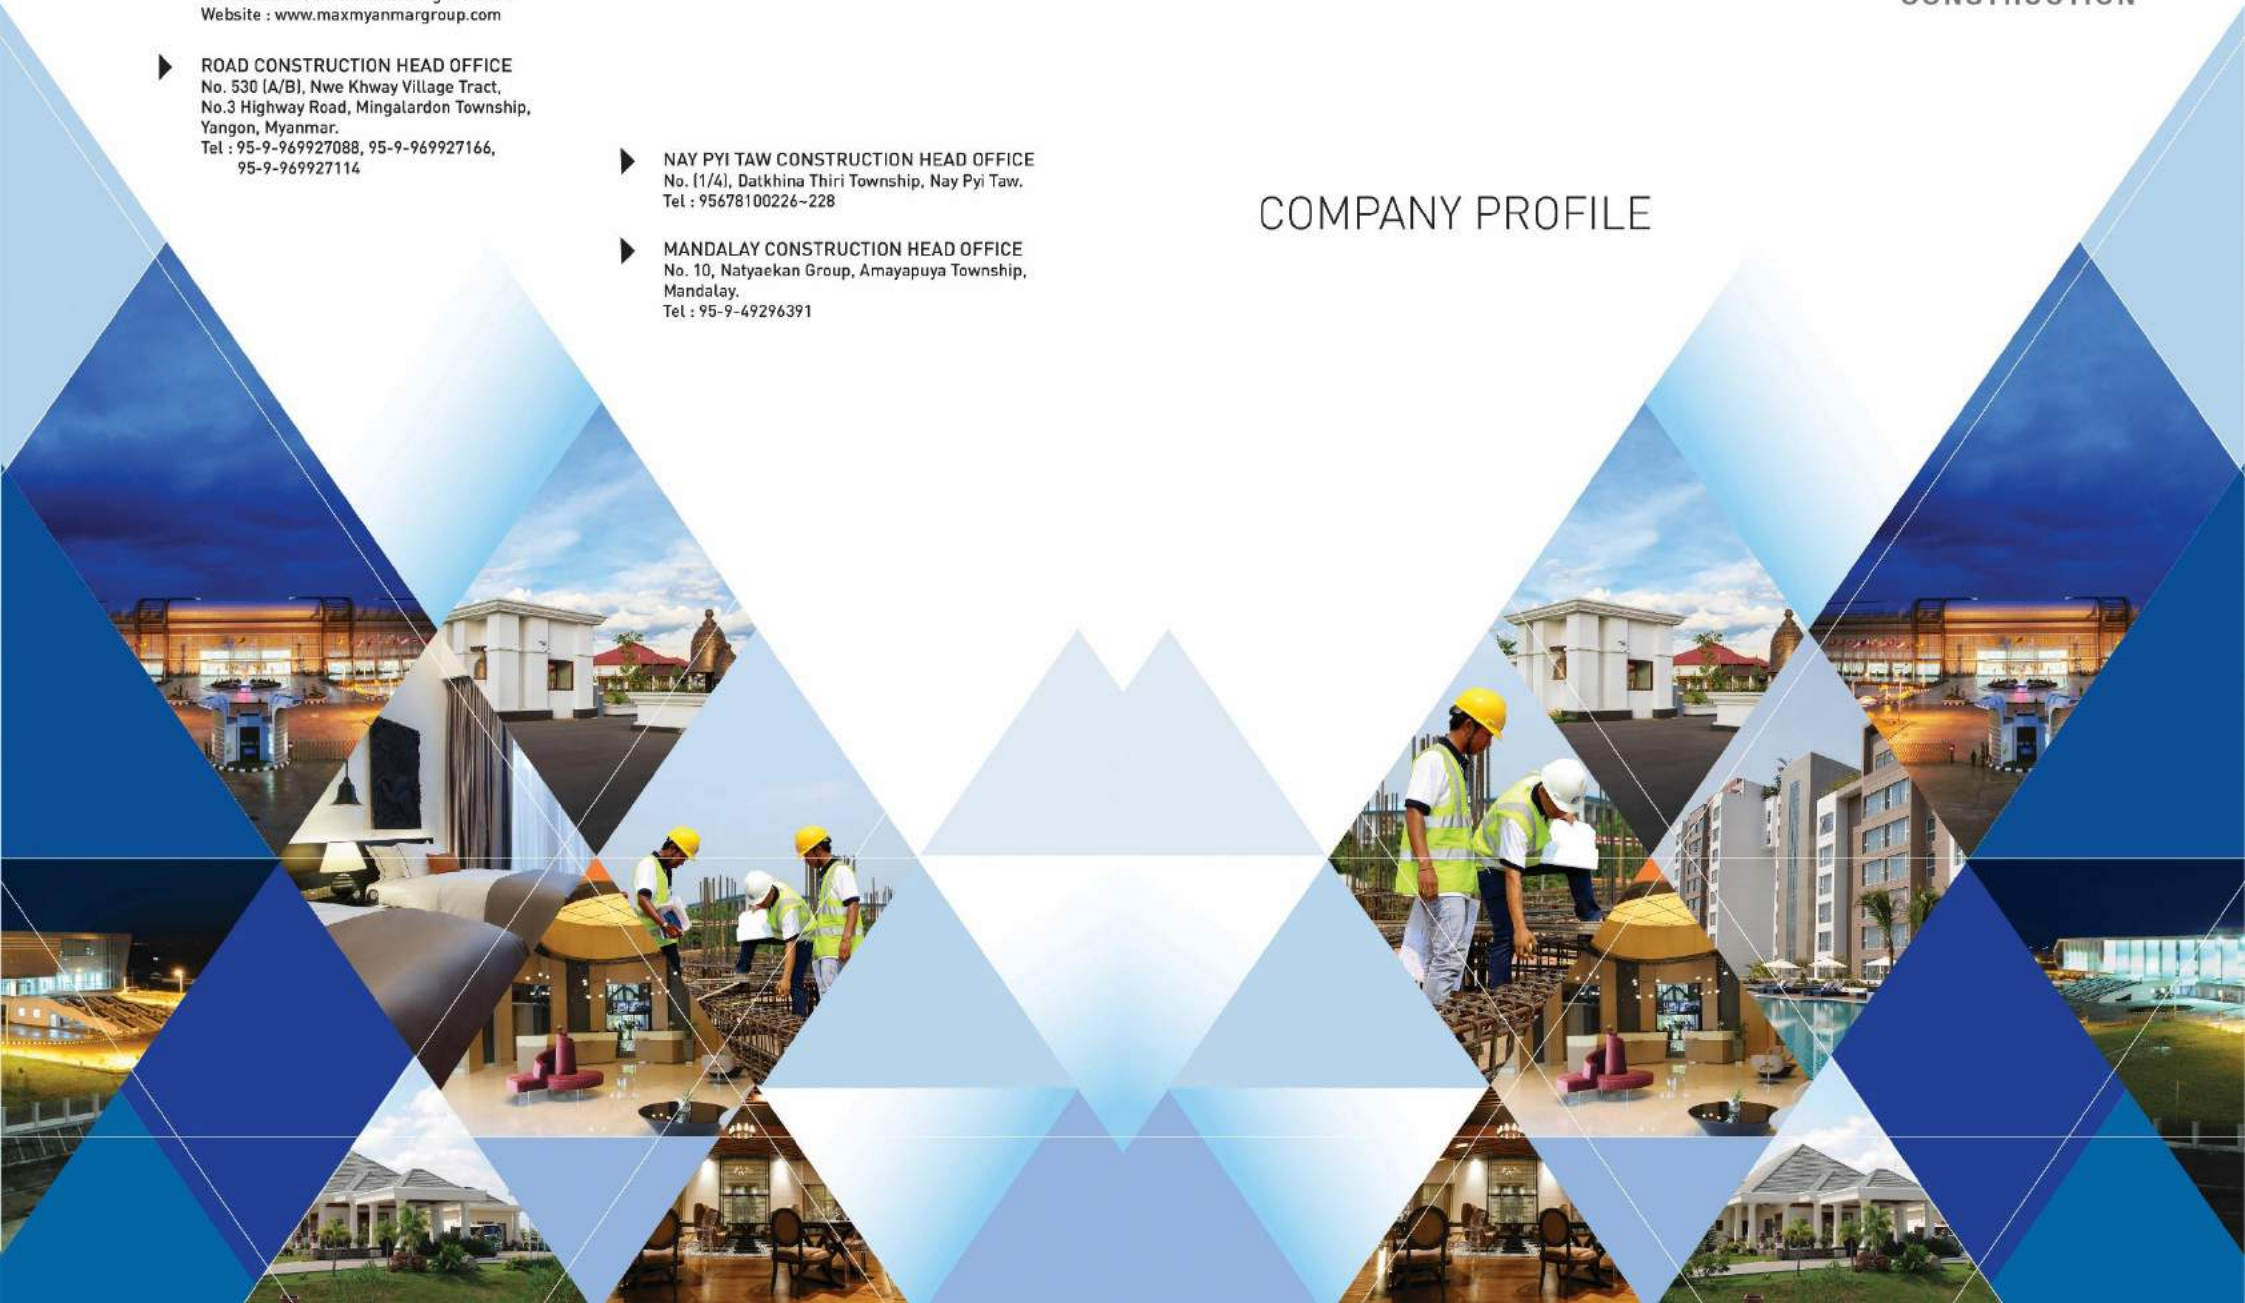 Website : www.maxmyanmargroup.com
ROAD CONSTRUCTION HEAD OFFICE
No. 530 (A/B), Nwe Khway Village Tract,
No.3 Highway Road, Mingalardon Township,
Yangon, Myanmar.
Tel : 95-9-969927088, 95-9-969927166,
95-9-969927114
NAY PYI TAW CONSTRUCTION HEAD OFFICE
No. (1/4), Datkhina Thiri Township, Nay Pyi Taw.
Tel : 95678100226~228
MANDALAY CONSTRUCTION HEAD OFFICE
No. 10, Natyaekan Group, Amayapuya Township,
Mandalay.
Tel : 95-9-49296391
COMPANY PROFILE